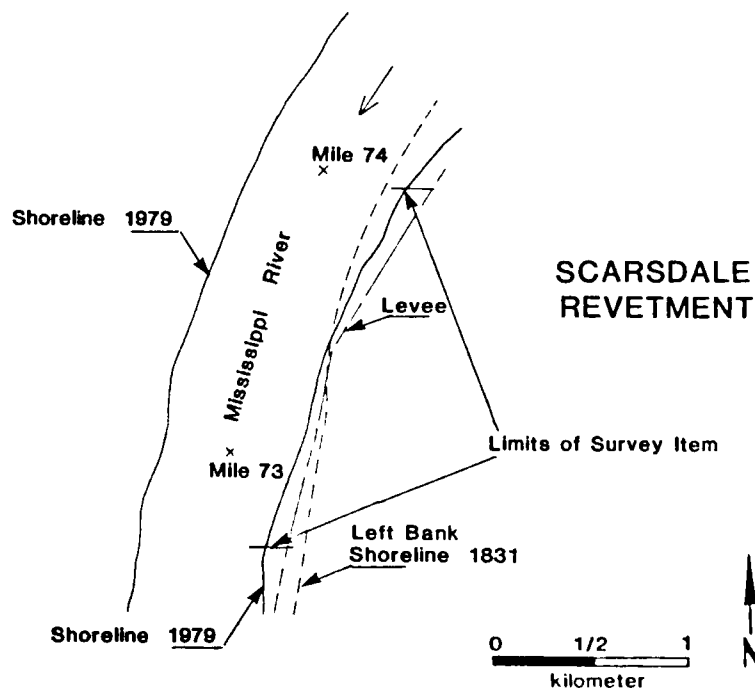 Mile 74
Shoreline 1979
Mississippi River
SCARSDALE
REVETMENT
Levee
Limits of Survey Item
Mile 73
Left Bank
Shoreline 1831
Shoreline 1979
0 1/2 1
kilometer
N